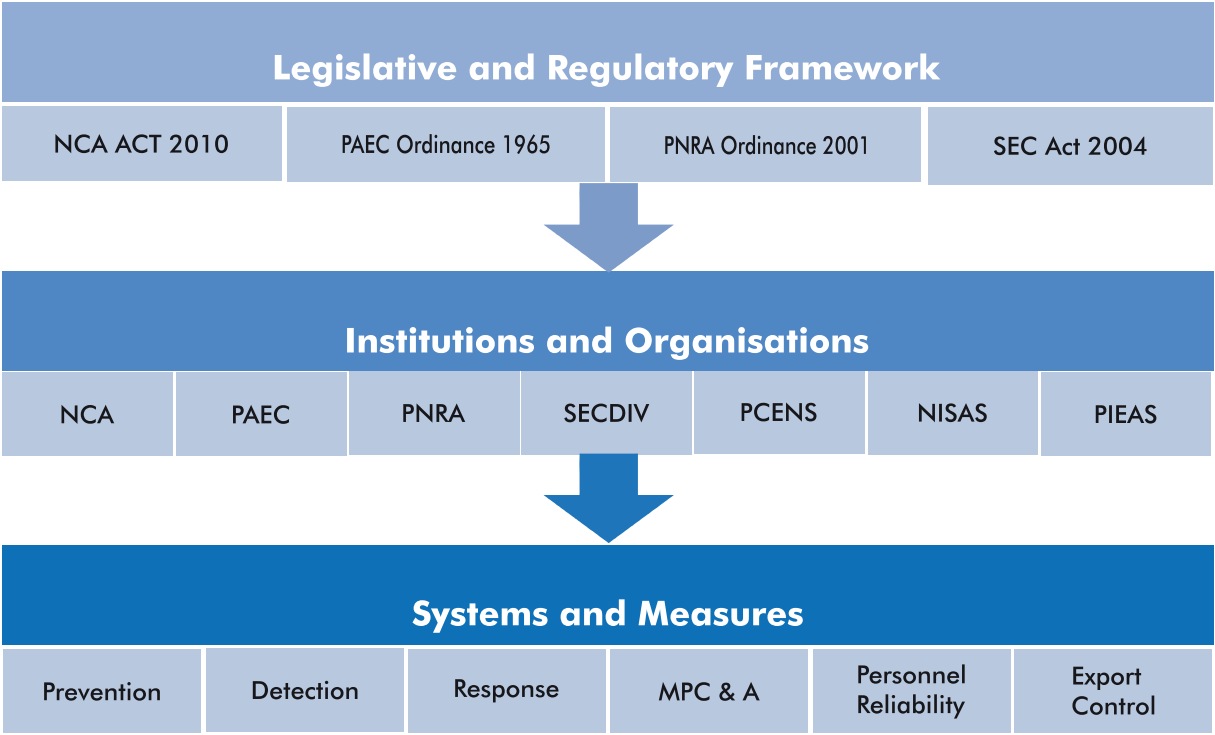 Legislative and Regulatory Framework
NCA ACT 2010
PAEC Ordinance 1965
PNRA Ordinance 2001
SEC Act 2004
Institutions and Organisations
NCA
PAEC
PNRA
SECDIV
PCENS
NISAS
PIEAS
Systems and Measures
Prevention
Detection
Response
MPC & A
Personnel
Reliability
Export
Control